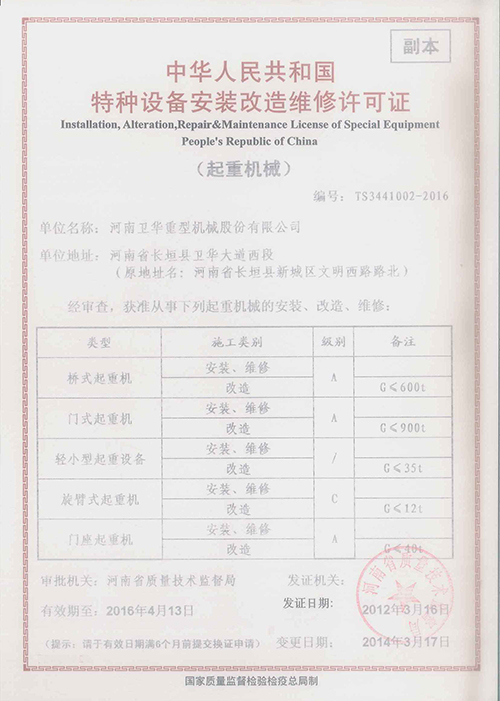 副本
中华人民共和国
特种设备安装改造维修许可证
Installation, Alteration,Repair&Maintenance License of Special Equipment
People's Republic of China
（起重机械）
编号：TS3441002-2016
单位名称：河南卫华重型机械股份有限公司
单位地址：河南省长垣县卫华大道西段
（原地址名：河南省长垣县新城区文明西路路北）
经审查，获准从事下列起重机械的安装、改造、维修：
类型 施工类别 级别 备注
桥式起重机 安装、维修 A
改造 G≤600t
门式起重机 安装、维修 A
改造 G≤900t
轻小型起重设备 安装、维修 /
改造 G≤35t
旋臂式起重机 安装、维修 C
改造 G≤12t
门座起重机 安装、维修 A
改造 G≤40t
审批机关：河南省质量技术监督局 发证机关：
发证日期：
有效期至：2016年4月13日 2012年3月16日
（提示：请于有效日期满6个月前提交换证申请） 变更日期：2014年3月17日
河南省质量技术
国家质量监督检验检疫总局制